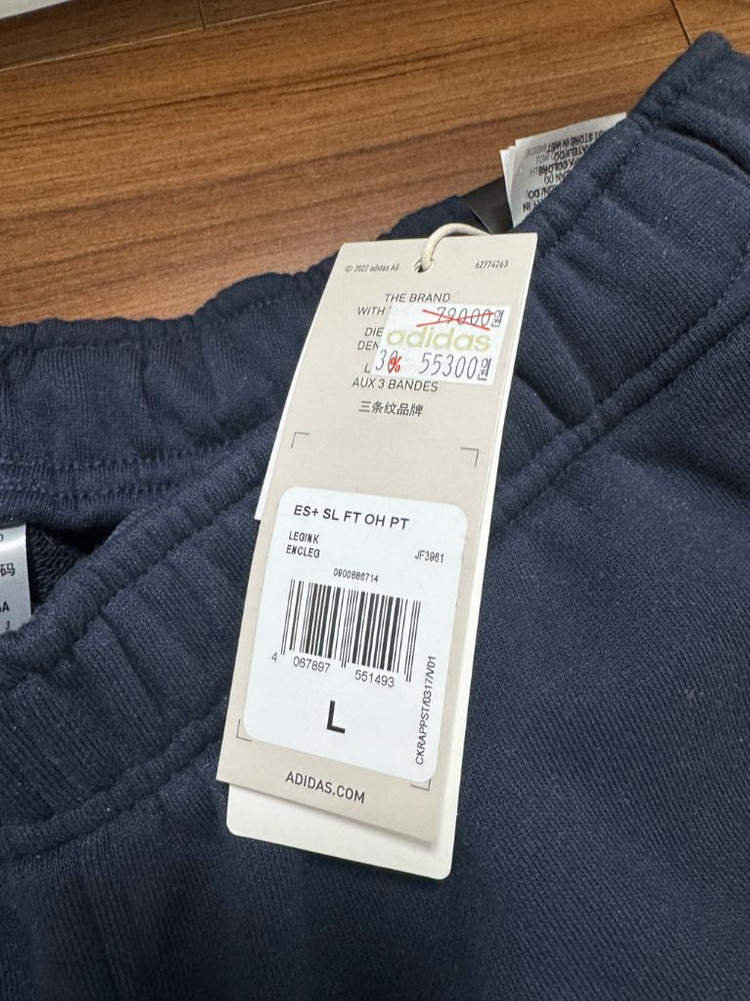 © 2022 adidas AG
62774263
THE BRAND
WITH
79000원
DIE
adidas
DEN
30% 55300원
L
AUX 3 BANDES
三条纹品牌
ES+ SL FT OH PT
LEGINK
ENCLEG
JF3961
0900886714
4 067897 551493
L
CKRAPPST/0317/V01
ADIDAS.COM
码